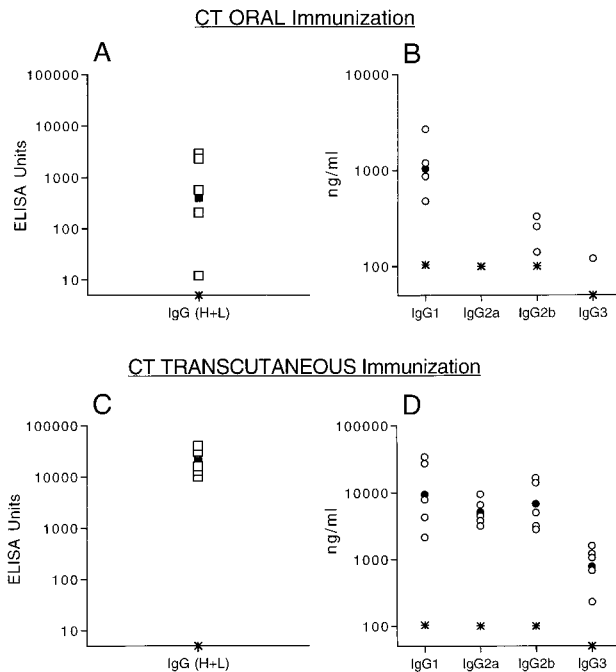 CT ORAL Immunization
A
100000
10000
1000
100
10
ELISA Units
IgG (H+L)
B
10000
1000
100
ng/ml
IgG1 IgG2a IgG2b IgG3
CT TRANSCUTANEOUS Immunization
C
100000
10000
1000
100
10
ELISA Units
IgG (H+L)
D
100000
10000
1000
100
ng/ml
IgG1 IgG2a IgG2b IgG3